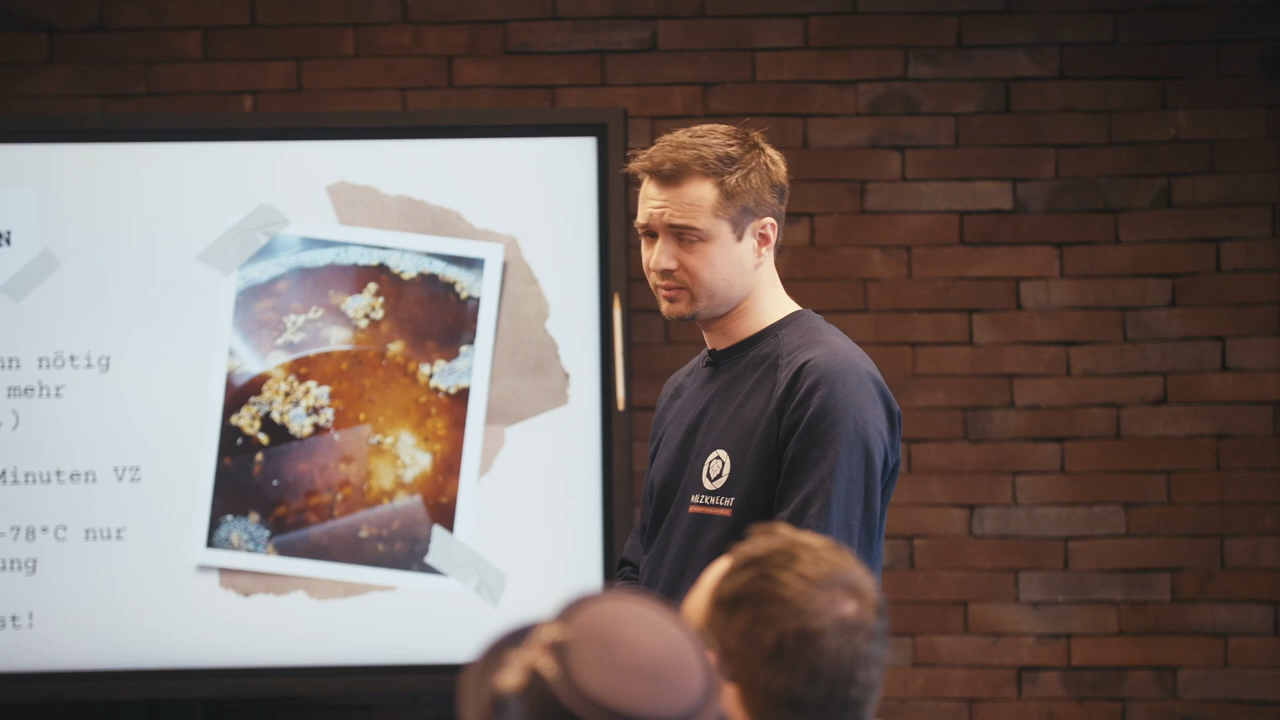 N
nn nötig
mehr
.)
Minuten VZ
-78°C nur
ung
st!
MALZKNECHT